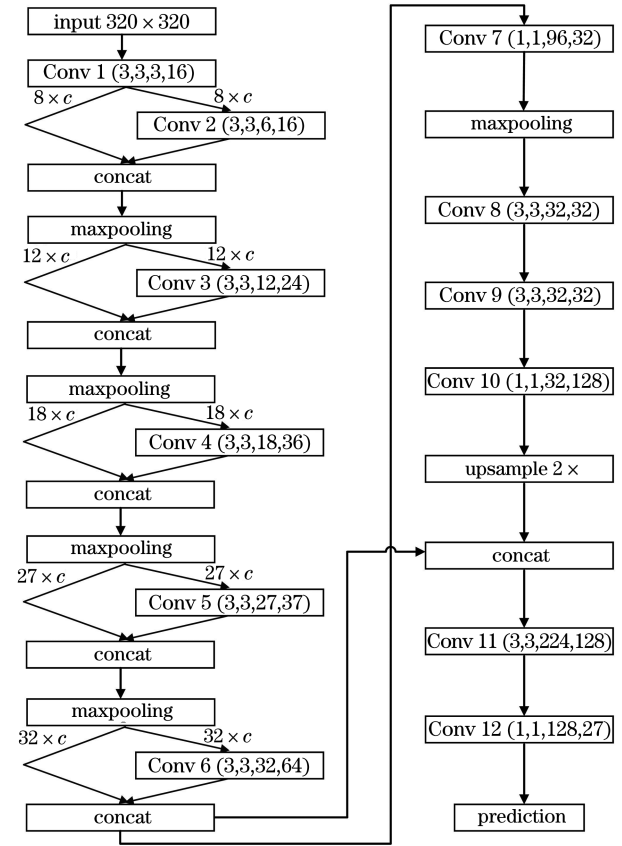 input 320 × 320
Conv 1 (3,3,3,16)
8 × c
8 × c
Conv 2 (3,3,6,16)
concat
maxpooling
12 × c
12 × c
Conv 3 (3,3,12,24)
concat
maxpooling
18 × c
18 × c
Conv 4 (3,3,18,36)
concat
maxpooling
27 × c
27 × c
Conv 5 (3,3,27,37)
concat
maxpooling
32 × c
32 × c
Conv 6 (3,3,32,64)
concat
Conv 7 (1,1,96,32)
maxpooling
Conv 8 (3,3,32,32)
Conv 9 (3,3,32,32)
Conv 10 (1,1,32,128)
upsample 2 ×
concat
Conv 11 (3,3,224,128)
Conv 12 (1,1,128,27)
prediction